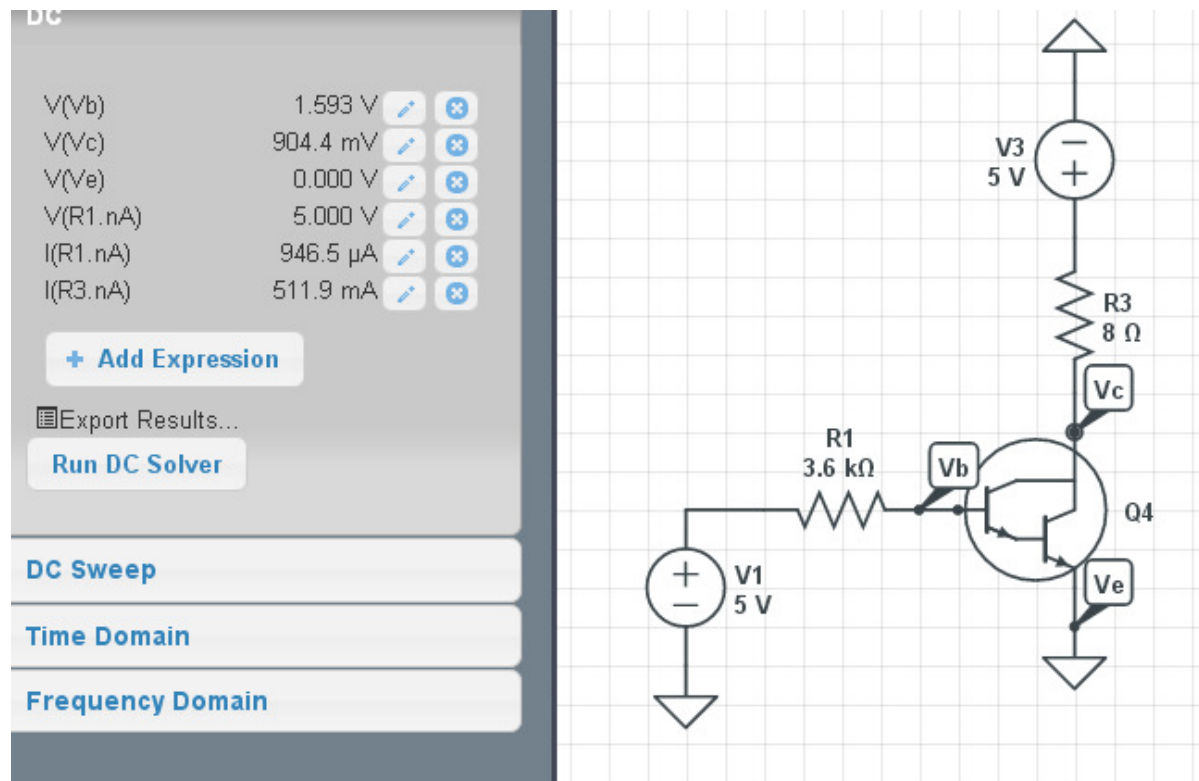 DC
V(Vb) 1.593 V
V(Vc) 904.4 mV
V(Ve) 0.000 V
V(R1.nA) 5.000 V
I(R1.nA) 946.5 µA
I(R3.nA) 511.9 mA
+ Add Expression
Export Results...
Run DC Solver
DC Sweep
Time Domain
Frequency Domain
V3
5 V
R3
8 Ω
Vc
R1
3.6 kΩ
Vb
Q4
V1
5 V
Ve